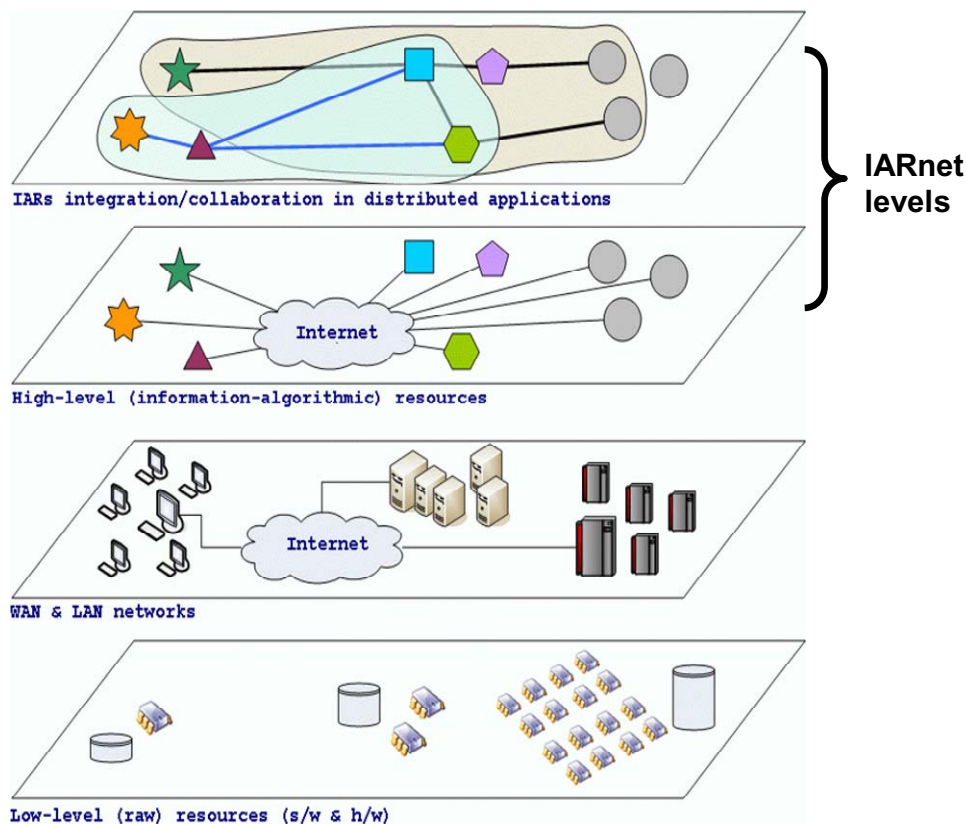 IARs integration/collaboration in distributed applications
IARnet
levels
Internet
High-level (information-algorithmic) resources
Internet
WAN & LAN networks
Low-level (raw) resources (s/w & h/w)